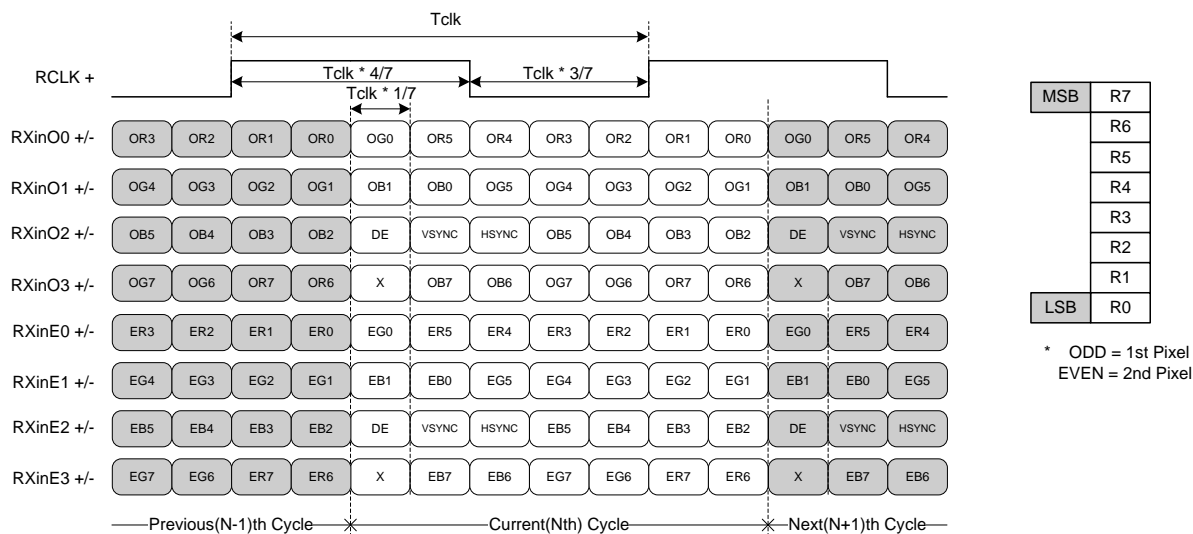 Tclk
RCLK +
Tclk * 4/7
Tclk * 3/7
Tclk * 1/7
RXinO0 +/- OR3 OR2 OR1 OR0 OG0 OR5 OR4 OR3 OR2 OR1 OR0 OG0 OR5 OR4
RXinO1 +/- OG4 OG3 OG2 OG1 OB1 OB0 OG5 OG4 OG3 OG2 OG1 OB1 OB0 OG5
RXinO2 +/- OB5 OB4 OB3 OB2 DE VSYNC HSYNC OB5 OB4 OB3 OB2 DE VSYNC HSYNC
RXinO3 +/- OG7 OG6 OR7 OR6 X OB7 OB6 OG7 OG6 OR7 OR6 X OB7 OB6
RXinE0 +/- ER3 ER2 ER1 ER0 EG0 ER5 ER4 ER3 ER2 ER1 ER0 EG0 ER5 ER4
RXinE1 +/- EG4 EG3 EG2 EG1 EB1 EB0 EG5 EG4 EG3 EG2 EG1 EB1 EB0 EG5
RXinE2 +/- EB5 EB4 EB3 EB2 DE VSYNC HSYNC EB5 EB4 EB3 EB2 DE VSYNC HSYNC
RXinE3 +/- EG7 EG6 ER7 ER6 X EB7 EB6 EG7 EG6 ER7 ER6 X EB7 EB6
Previous(N-1)th Cycle Current(Nth) Cycle Next(N+1)th Cycle
MSB R7
R6
R5
R4
R3
R2
R1
LSB R0
* ODD = 1st Pixel
EVEN = 2nd Pixel